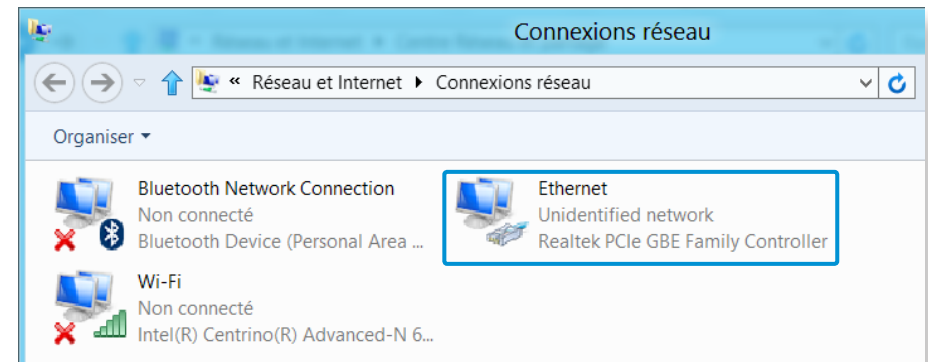 Connexions réseau
« Réseau et Internet Connexions réseau
Organiser
Bluetooth Network Connection
Non connecté
Bluetooth Device (Personal Area ...
Ethernet
Unidentified network
Realtek PCIe GBE Family Controller
Wi-Fi
Non connecté
Intel(R) Centrino(R) Advanced-N 6...